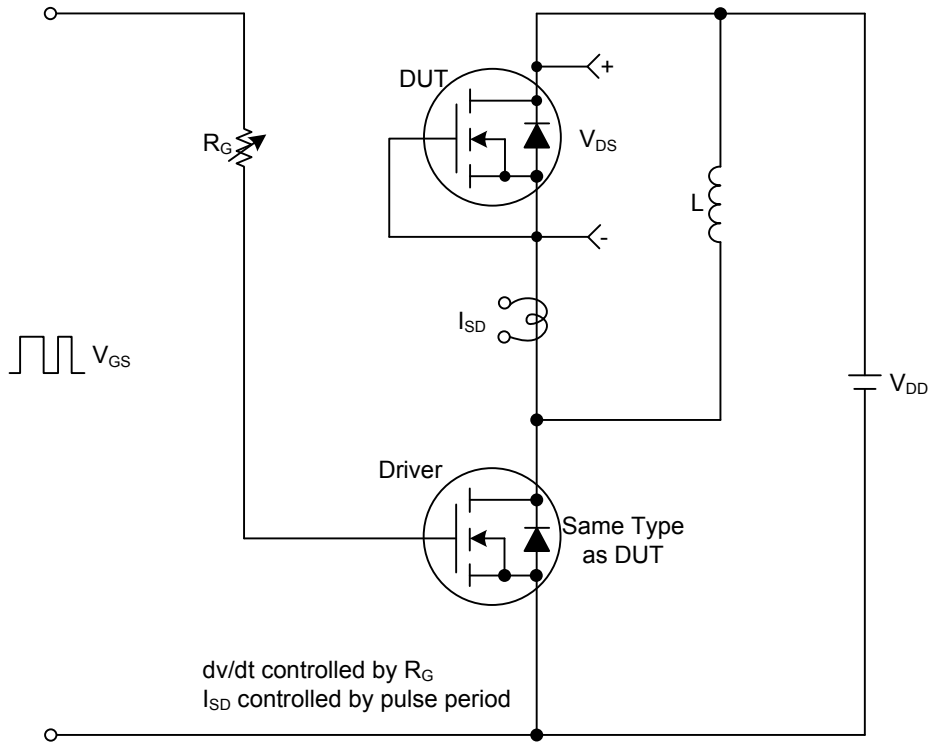 DUT
+
R_G
V_DS
L
-
I_SD
V_GS
V_DD
Driver
Same Type
as DUT
dv/dt controlled by R_G
I_SD controlled by pulse period